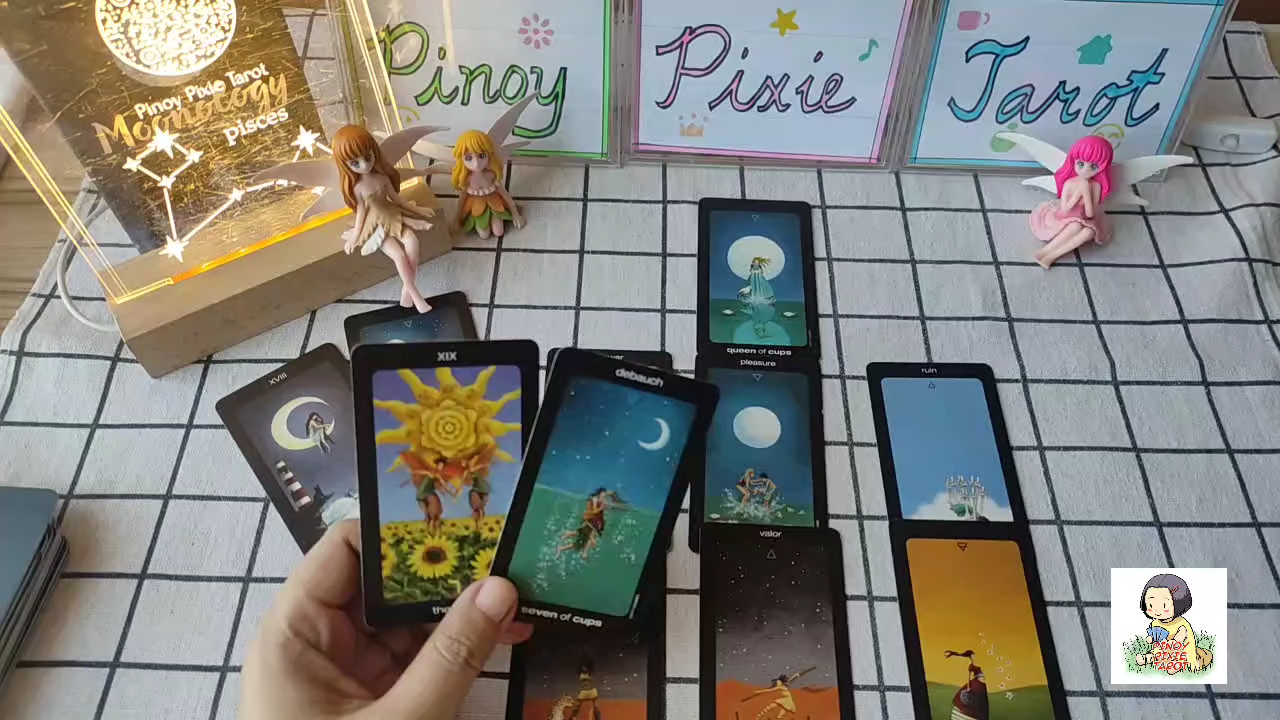 Pinoy
Pixie
Tarot
Pinoy Pixie Tarot
Moonology
pisces
XVIII
XIX
debauch
seven of cups
queen of cups
pleasure
valor
ruin
PINOY
PIXIE
TAROT